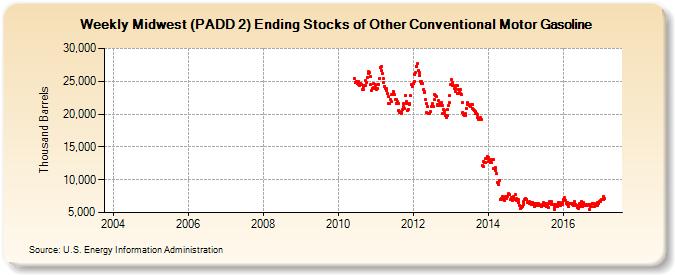 Weekly Midwest (PADD 2) Ending Stocks of Other Conventional Motor Gasoline
Thousand Barrels
30,000
25,000
20,000
15,000
10,000
5,000
2004 2006 2008 2010 2012 2014 2016
Source: U.S. Energy Information Administration